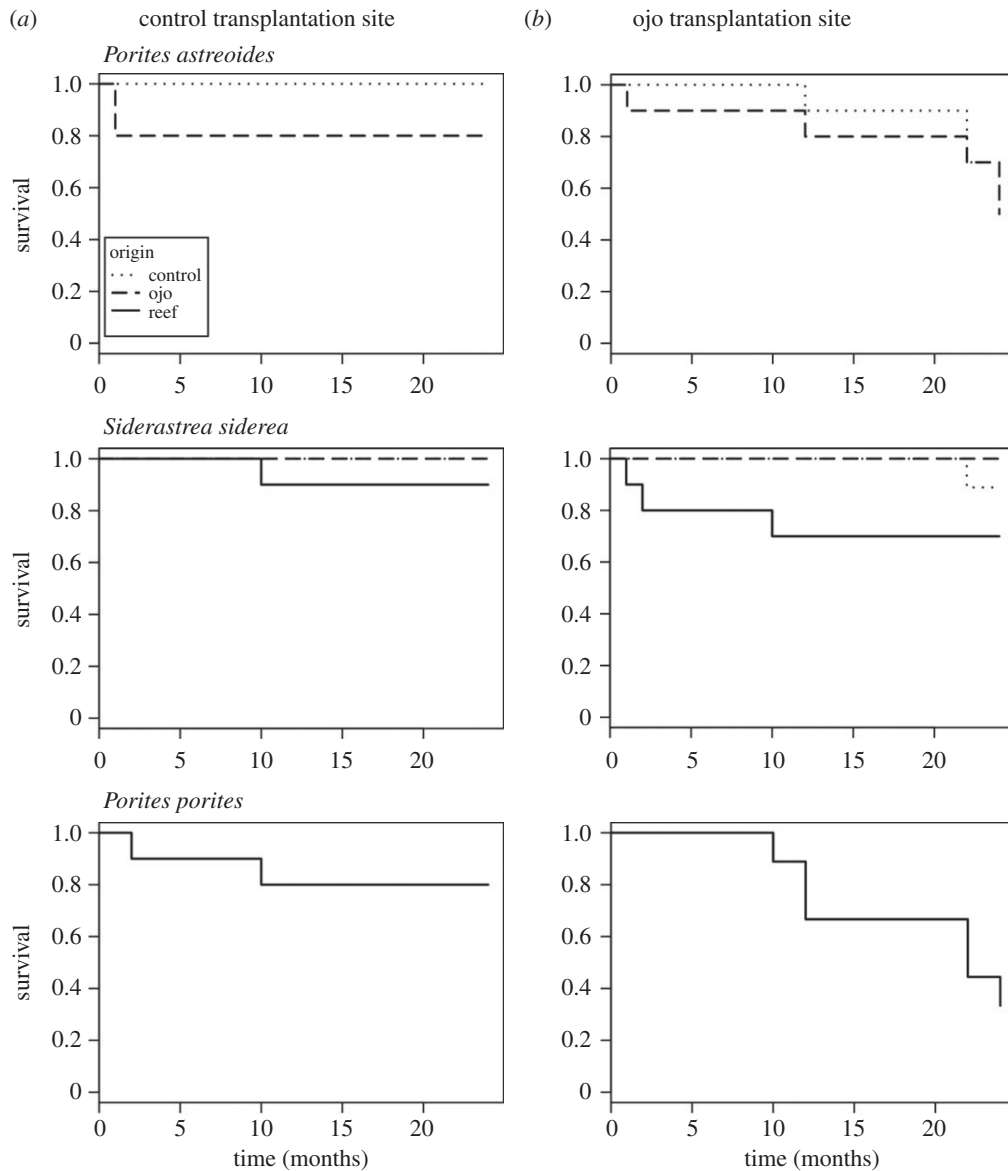 (a) control transplantation site
(b) ojo transplantation site
Porites astreoides
1.0
0.8
0.6
0.4
0.2
0
survival
origin
control
ojo
reef
0 5 10 15 20
1.0
0.8
0.6
0.4
0.2
0
0 5 10 15 20
Siderastrea siderea
1.0
0.8
0.6
0.4
0.2
0
survival
0 5 10 15 20
1.0
0.8
0.6
0.4
0.2
0
0 5 10 15 20
Porites porites
1.0
0.8
0.6
0.4
0.2
0
survival
0 5 10 15 20
time (months)
1.0
0.8
0.6
0.4
0.2
0
0 5 10 15 20
time (months)